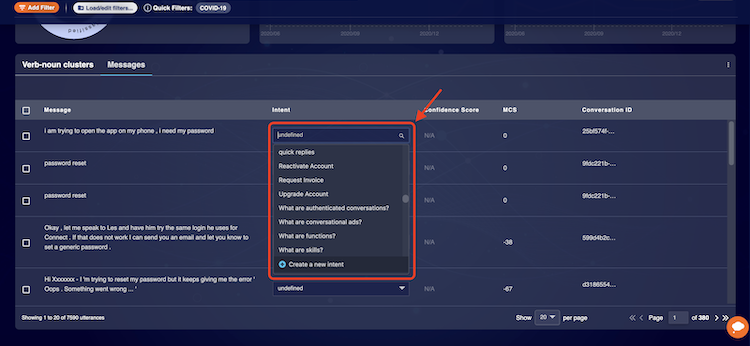 Add Filter
Load/edit filters...
Quick Filters:
COVID-19
2020/06
2020/12
2020/06
2020/12
Verb-noun clusters
Messages
Message
Intent
Confidence Score
MCS
Conversation ID
i am trying to open the app on my phone , i need my password
undefined
N/A
0
25bf574f-...
quick replies
Reactivate Account
Request Invoice
Upgrade Account
What are authenticated conversations?
What are conversational ads?
What are functions?
What are skills?
Create a new intent
password reset
N/A
0
9fdc221b-...
password reset
N/A
0
9fdc221b-...
Okay , let me speak to Les and have him try the same login he uses for
Connect . If that does not work I can send you an email and let you know to
set a generic password .
N/A
-38
599d4b2c...
Hi Xxxxxxx - I 'm trying to reset my password but it keeps giving me the error '
Oops . Something went wrong ... '
undefined
N/A
-67
d3186554...
Showing 1 to 20 of 7590 utterances
Show
20
per page
Page
1
of 380